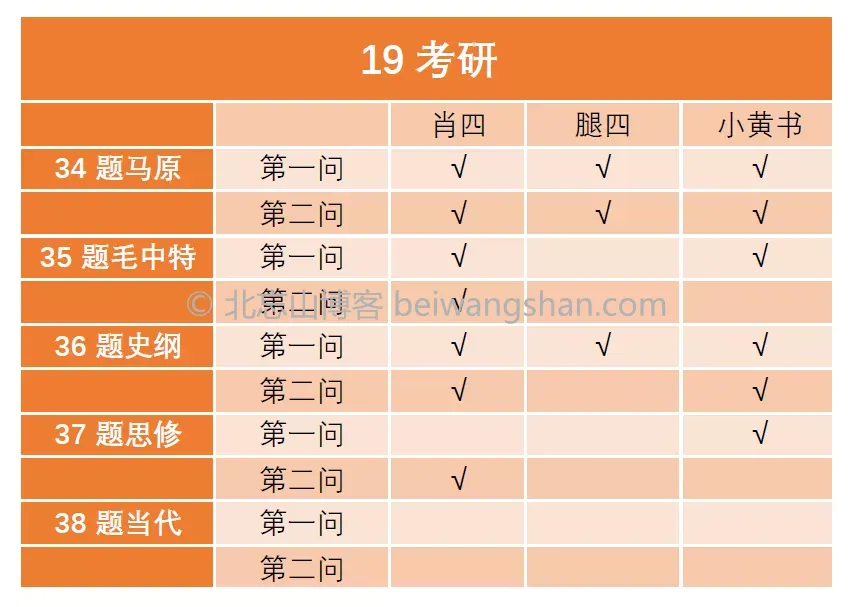 19 考研
肖四 腿四 小黄书
34 题马原 第一问 √ √ √
第二问 √ √ √
35 题毛中特 第一问 √ √
第二问 √
© 北忘山博客 beiwangshan.com
36 题史纲 第一问 √ √ √
第二问 √ √
37 题思修 第一问 √
第二问 √
38 题当代 第一问
第二问